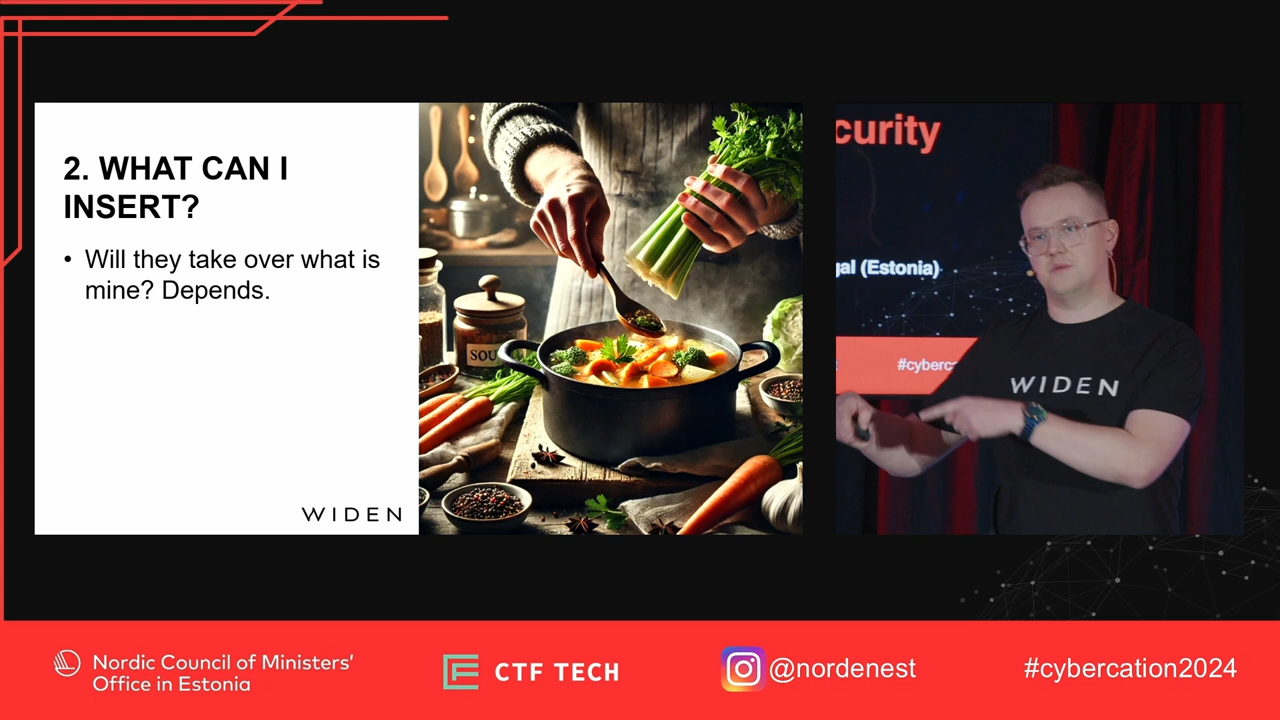 2. WHAT CAN I
INSERT?
• Will they take over what is
mine? Depends.
WIDEN
SOU
curity
gal (Estonia)
#cyberc
WIDEN
Nordic Council of Ministers'
Office in Estonia
CTF TECH
@nordenest
#cybercation2024